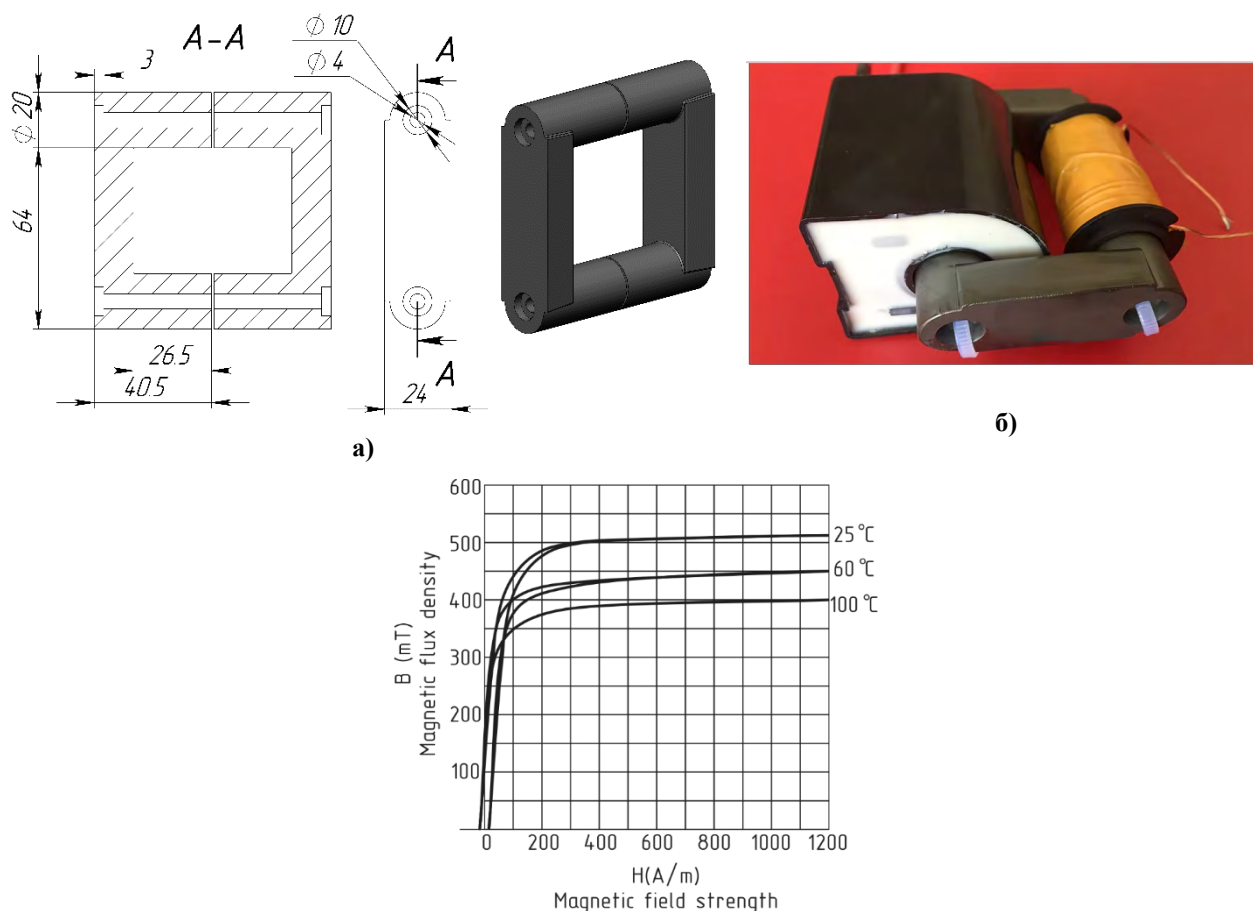 A-A
3
⌀ 20
64
26.5
40.5
⌀ 10
⌀ 4
A
A
24
а)
б)
600
500
400
300
200
100
B (mT)
Magnetic flux density
25 °C
60 °C
100 °C
0 200 400 600 800 1000 1200
H(A/m)
Magnetic field strength